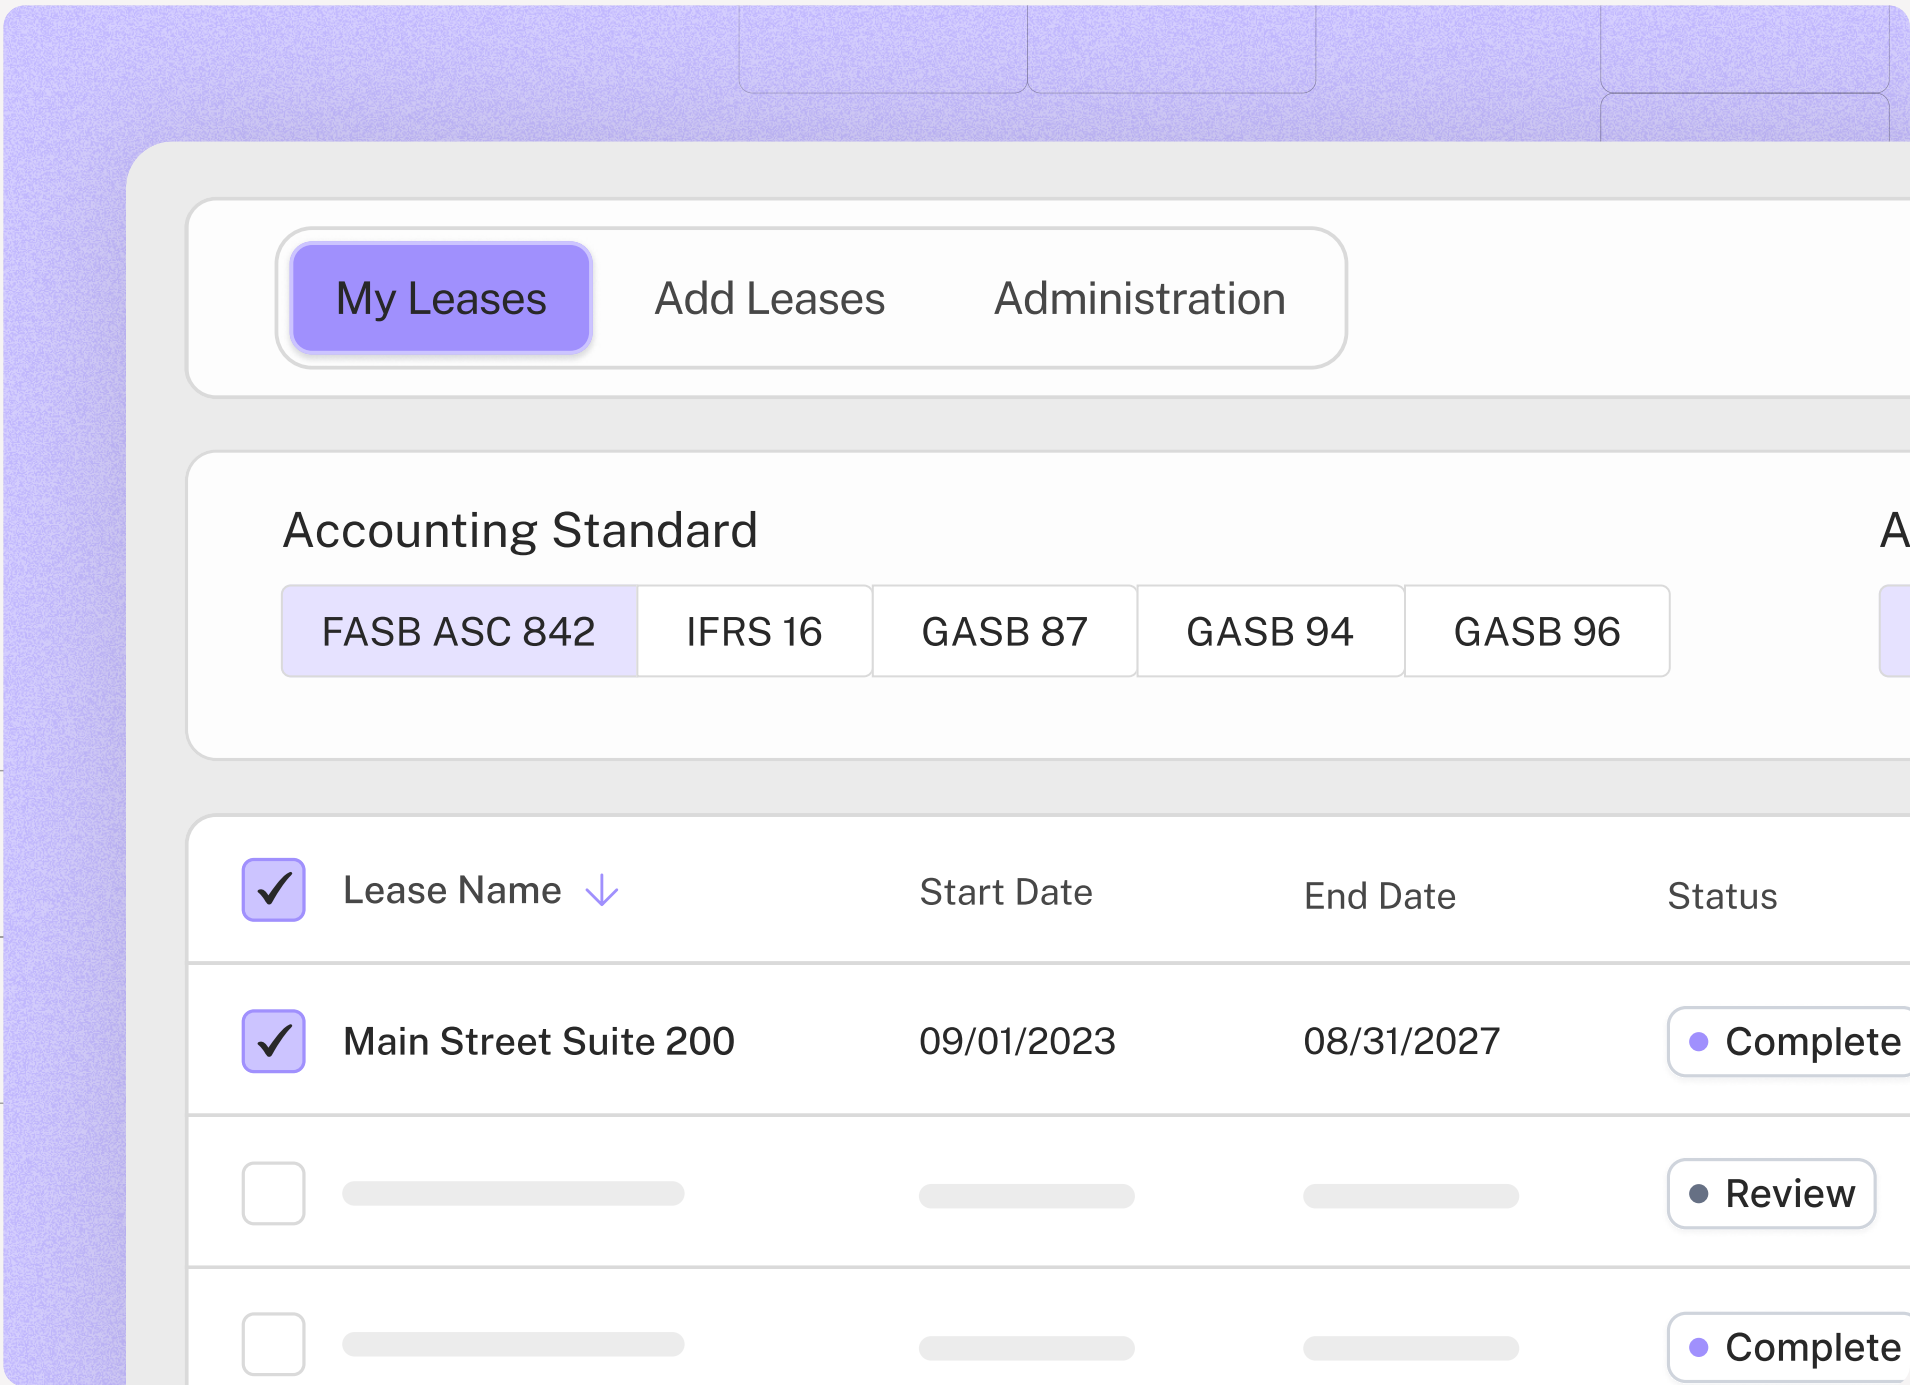 My Leases Add Leases Administration
Accounting Standard A
FASB ASC 842 IFRS 16 GASB 87 GASB 94 GASB 96
Lease Name Start Date End Date Status
Main Street Suite 200 09/01/2023 08/31/2027 Complete
Review
Complete